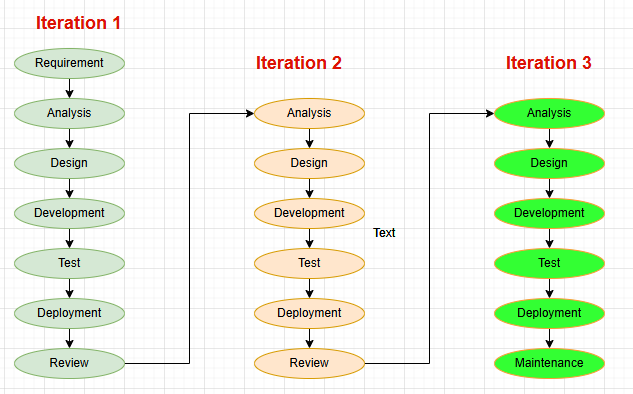 Iteration 1
Requirement
Analysis
Design
Development
Test
Deployment
Review
Iteration 2
Analysis
Design
Development
Test
Deployment
Review
Text
Iteration 3
Analysis
Design
Development
Test
Deployment
Maintenance